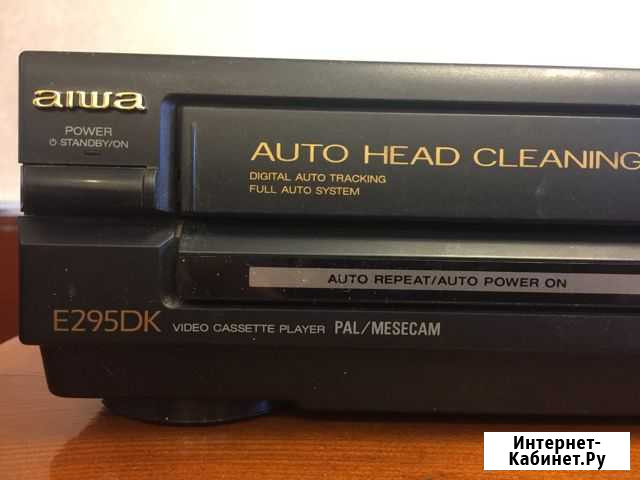 aiwa
POWER
⏻ STANDBY/ON
AUTO HEAD CLEANING
DIGITAL AUTO TRACKING
FULL AUTO SYSTEM
AUTO REPEAT/AUTO POWER ON
E295DK VIDEO CASSETTE PLAYER PAL/MESECAM
Интернет-
Кабинет.Ру